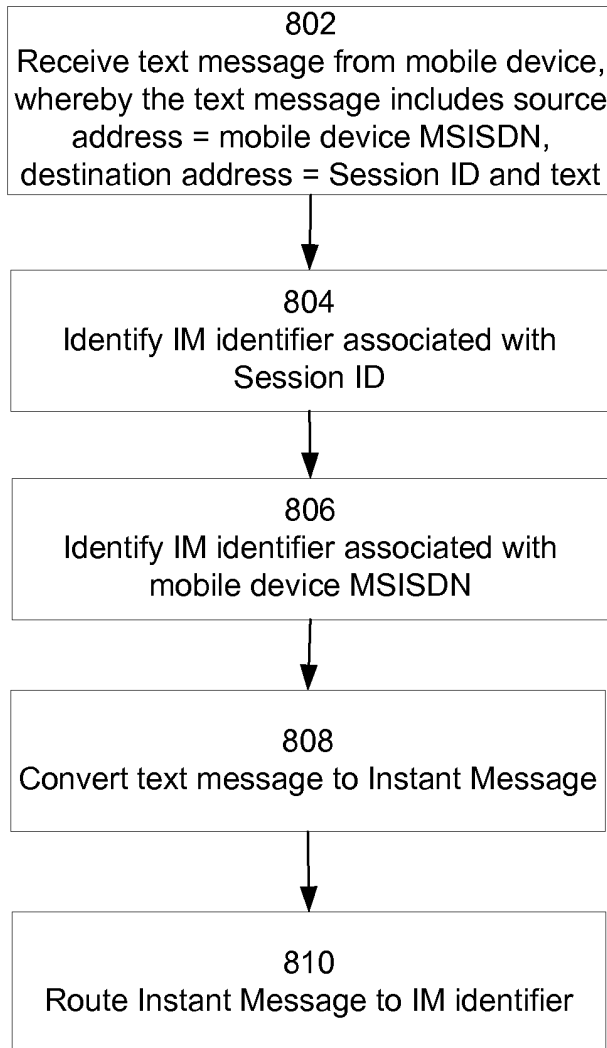 802
Receive text message from mobile device,
whereby the text message includes source
address = mobile device MSISDN,
destination address = Session ID and text
804
Identify IM identifier associated with
Session ID
806
Identify IM identifier associated with
mobile device MSISDN
808
Convert text message to Instant Message
810
Route Instant Message to IM identifier